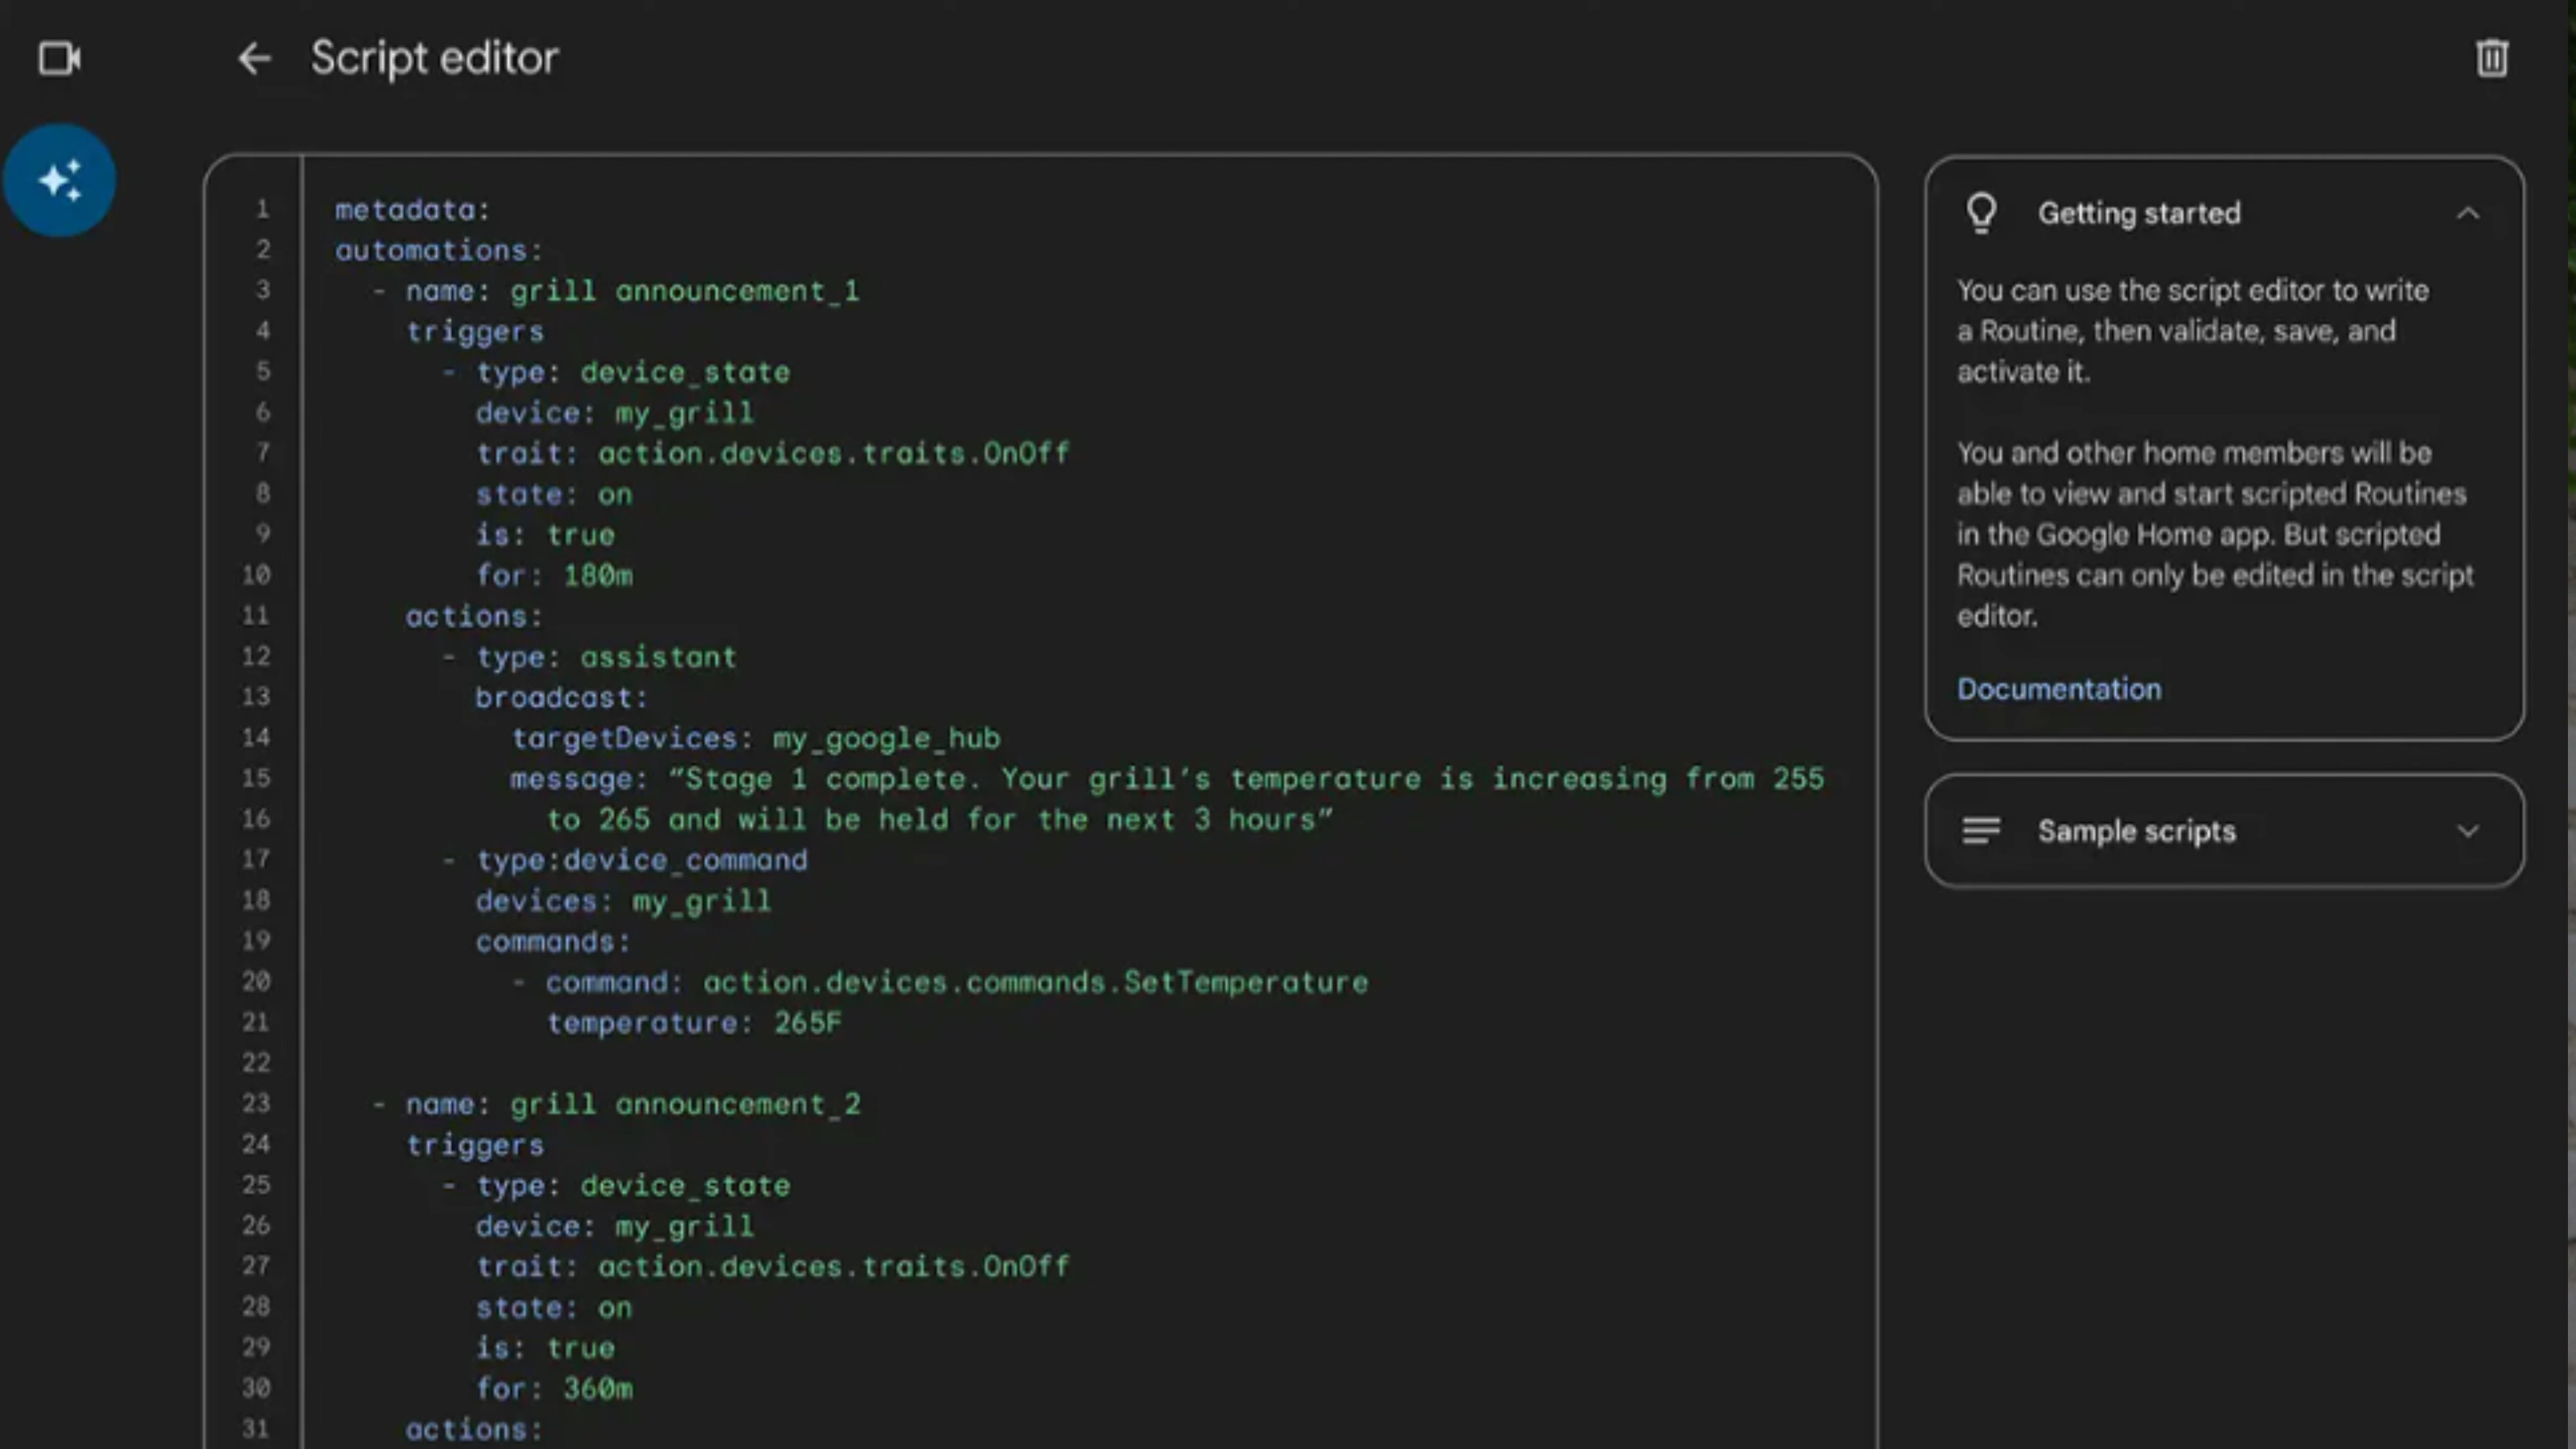 Script editor
1 metadata:
2 automations:
3 - name: grill announcement_1
4 triggers
5 - type: device_state
6 device: my_grill
7 trait: action.devices.traits.OnOff
8 state: on
9 is: true
10 for: 180m
11 actions:
12 - type: assistant
13 broadcast:
14 targetDevices: my_google_hub
15 message: “Stage 1 complete. Your grill’s temperature is increasing from 255
16 to 265 and will be held for the next 3 hours”
17 - type:device_command
18 devices: my_grill
19 commands:
20 - command: action.devices.commands.SetTemperature
21 temperature: 265F
22
23 - name: grill announcement_2
24 triggers
25 - type: device_state
26 device: my_grill
27 trait: action.devices.traits.OnOff
28 state: on
29 is: true
30 for: 360m
31 actions:
Getting started
You can use the script editor to write
a Routine, then validate, save, and
activate it.
You and other home members will be
able to view and start scripted Routines
in the Google Home app. But scripted
Routines can only be edited in the script
editor.
Documentation
Sample scripts